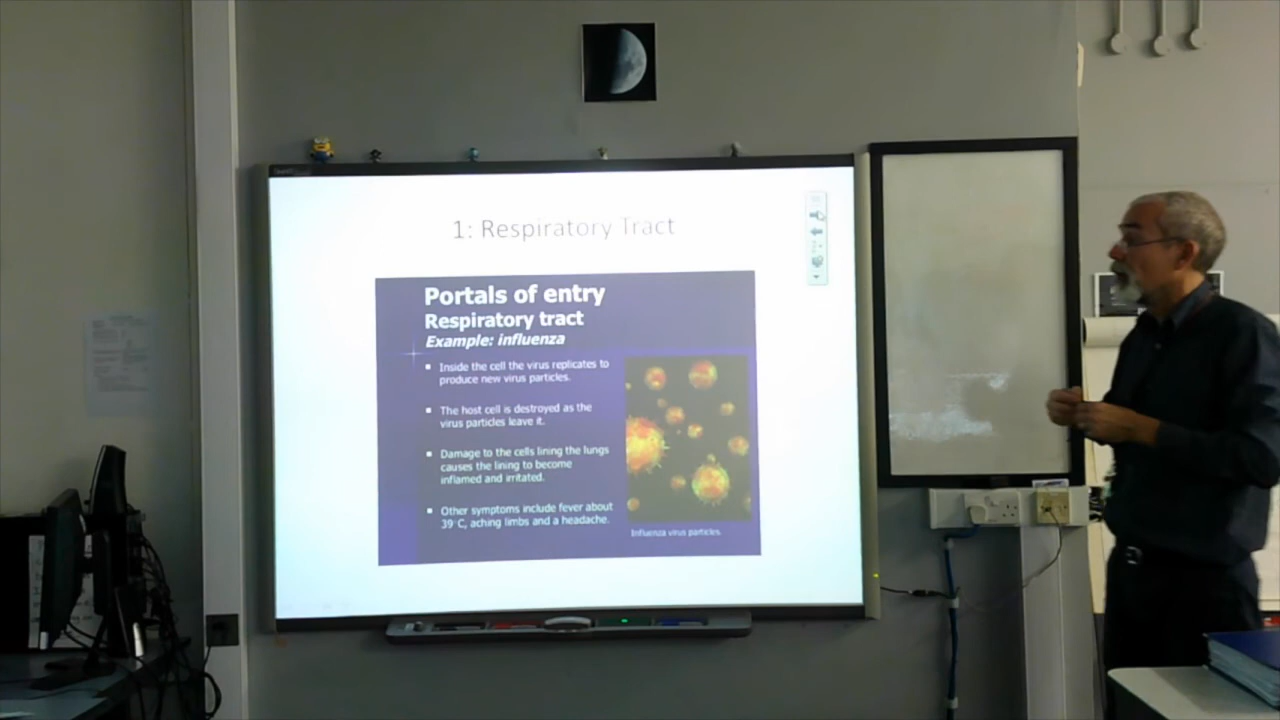 1: Respiratory Tract
Portals of entry
Respiratory tract
Example: influenza
Inside the cell the virus replicates to
produce new virus particles.
The host cell is destroyed as the
virus particles leave it.
Damage to the cells lining the lungs
causes the lining to become
inflamed and irritated.
Other symptoms include fever about
39°C, aching limbs and a headache.
Influenza virus particles.